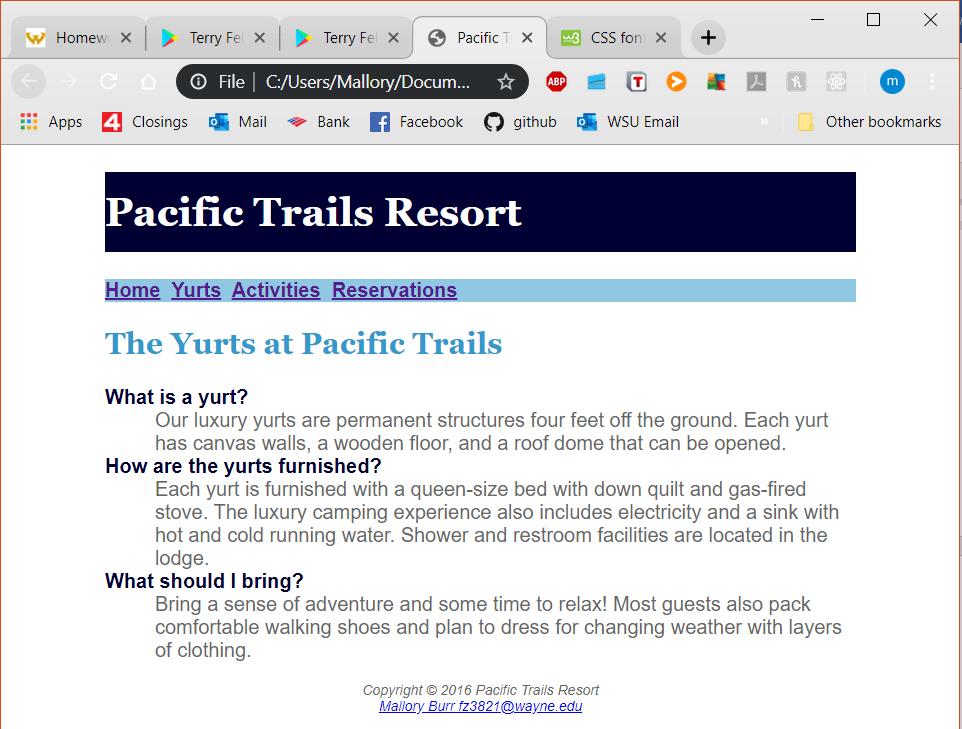 Homew
Terry Fel
Terry Fel
Pacific T
CSS fon
File
C:/Users/Mallory/Docum...
ABP
T
m
Apps
4
Closings
Mail
Bank
Facebook
github
WSU Email
»
Other bookmarks
Pacific Trails Resort
Home Yurts Activities Reservations
The Yurts at Pacific Trails
What is a yurt?
Our luxury yurts are permanent structures four feet off the ground. Each yurt
has canvas walls, a wooden floor, and a roof dome that can be opened.
How are the yurts furnished?
Each yurt is furnished with a queen-size bed with down quilt and gas-fired
stove. The luxury camping experience also includes electricity and a sink with
hot and cold running water. Shower and restroom facilities are located in the
lodge.
What should I bring?
Bring a sense of adventure and some time to relax! Most guests also pack
comfortable walking shoes and plan to dress for changing weather with layers
of clothing.
Copyright © 2016 Pacific Trails Resort
Mallory Burr fz3821@wayne.edu